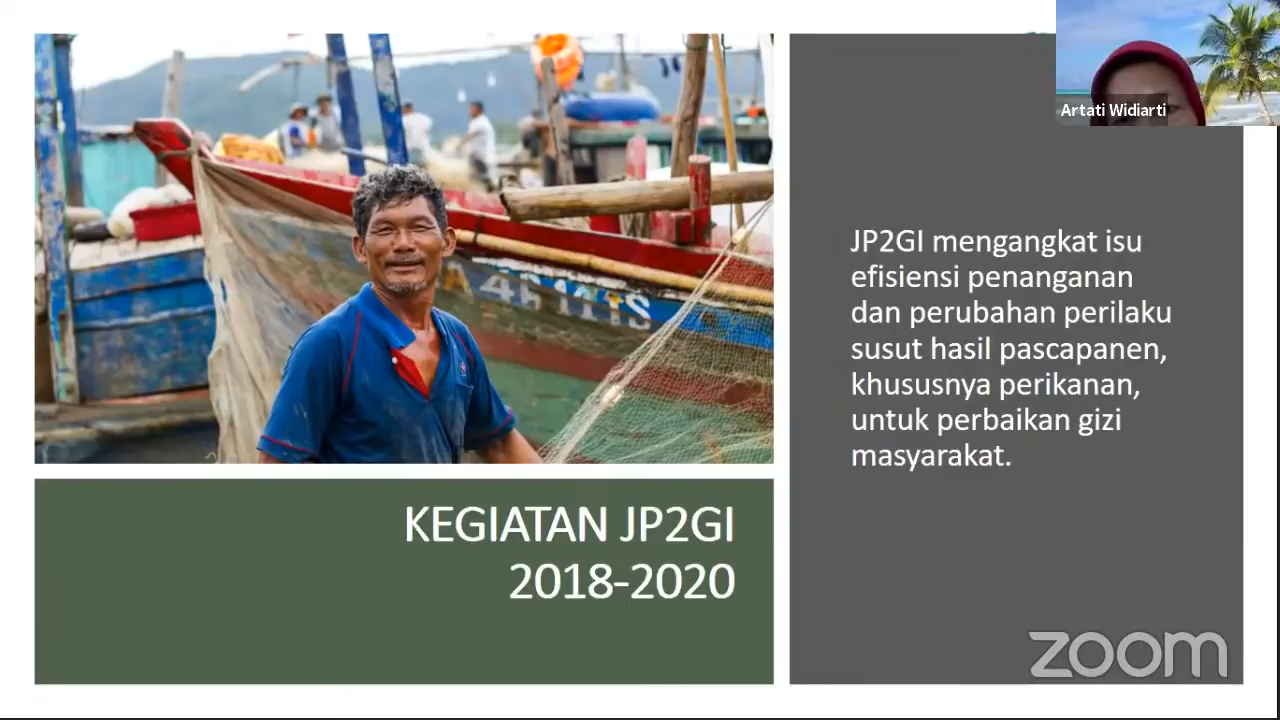 Artati Widiarti
JP2GI mengangkat isu
efisiensi penanganan
dan perubahan perilaku
susut hasil pascapanen,
khususnya perikanan,
untuk perbaikan gizi
masyarakat.
KEGIATAN JP2GI
2018-2020
zoom